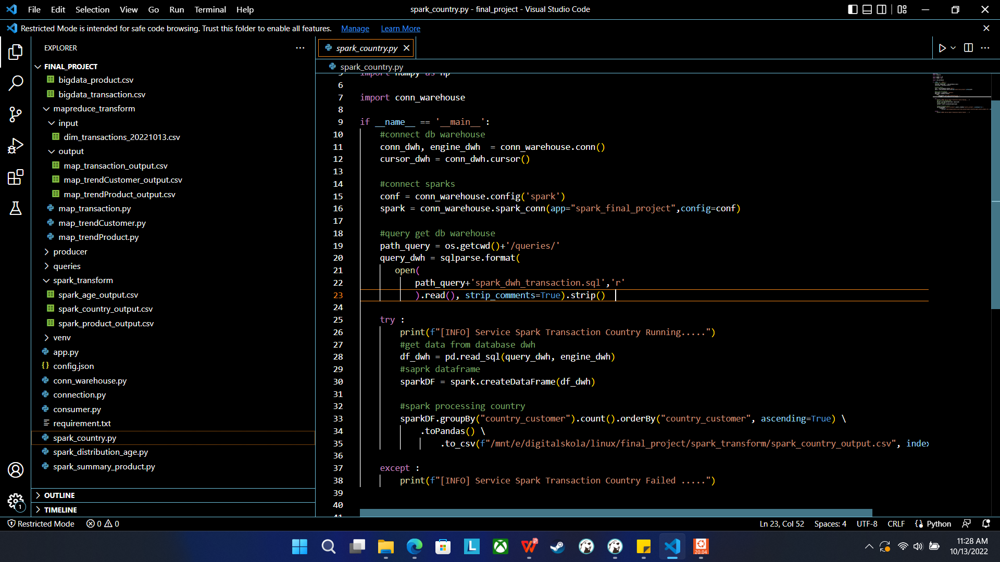 File Edit Selection View Go Run Terminal Help
spark_country.py - final_project - Visual Studio Code
Restricted Mode is intended for safe code browsing. Trust this folder to enable all features. Manage Learn More
EXPLORER
FINAL_PROJECT
bigdata_product.csv
bigdata_transaction.csv
mapreduce_transform
input
dim_transactions_20221013.csv
output
map_transaction_output.csv
map_trendCustomer_output.csv
map_trendProduct_output.csv
map_transaction.py
map_trendCustomer.py
map_trendProduct.py
producer
queries
spark_transform
spark_age_output.csv
spark_country_output.csv
spark_product_output.csv
venv
app.py
config.json
conn_warehouse.py
connection.py
consumer.py
requirement.txt
spark_country.py
spark_distribution_age.py
spark_summary_product.py
OUTLINE
TIMELINE
spark_country.py
spark_country.py
5 import numpy as np
6
7 import conn_warehouse
8
9 if __name__ == '__main__':
10 #connect db warehouse
11 conn_dwh, engine_dwh  = conn_warehouse.conn()
12 cursor_dwh = conn_dwh.cursor()
13
14 #connect sparks
15 conf = conn_warehouse.config('spark')
16 spark = conn_warehouse.spark_conn(app="spark_final_project",config=conf)
17
18 #query get db warehouse
19 path_query = os.getcwd()+'/queries/'
20 query_dwh = sqlparse.format(
21 open(
22 path_query+'spark_dwh_transaction.sql','r'
23 ).read(), strip_comments=True).strip()
24
25 try :
26 print(f"[INFO] Service Spark Transaction Country Running.....")
27 #get data from database dwh
28 df_dwh = pd.read_sql(query_dwh, engine_dwh)
29 #saprk dataframe
30 sparkDF = spark.createDataFrame(df_dwh)
31
32 #spark processing country
33 sparkDF.groupBy("country_customer").count().orderBy("country_customer", ascending=True) \
34 .toPandas() \
35 .to_csv(f"/mnt/e/digitalskola/linux/final_project/spark_transform/spark_country_output.csv", index
36
37 except :
38 print(f"[INFO] Service Spark Transaction Country Failed .....")
39
40
41
1
Restricted Mode 0 0
Ln 23, Col 52 Spaces: 4 UTF-8 CRLF Python
L
2
20.04
11:28 AM
10/13/2022